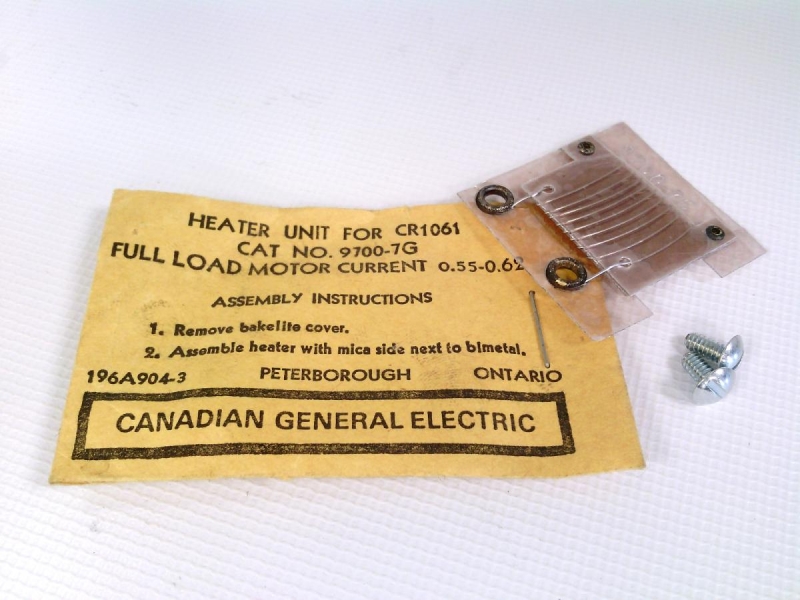 HEATER UNIT FOR CR1061
CAT NO. 9700-7G
FULL LOAD MOTOR CURRENT 0.55-0.62
ASSEMBLY INSTRUCTIONS
1. Remove bakelite cover.
2. Assemble heater with mica side next to bimetal.
196A904-3 PETERBOROUGH ONTARIO
CANADIAN GENERAL ELECTRIC